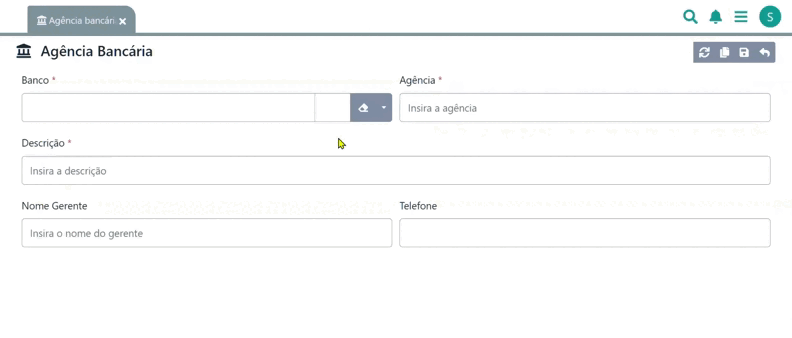 Agência bancári
S
Agência Bancária
Banco *
Agência *
Insira a agência
Descrição *
Insira a descrição
Nome Gerente
Telefone
Insira o nome do gerente